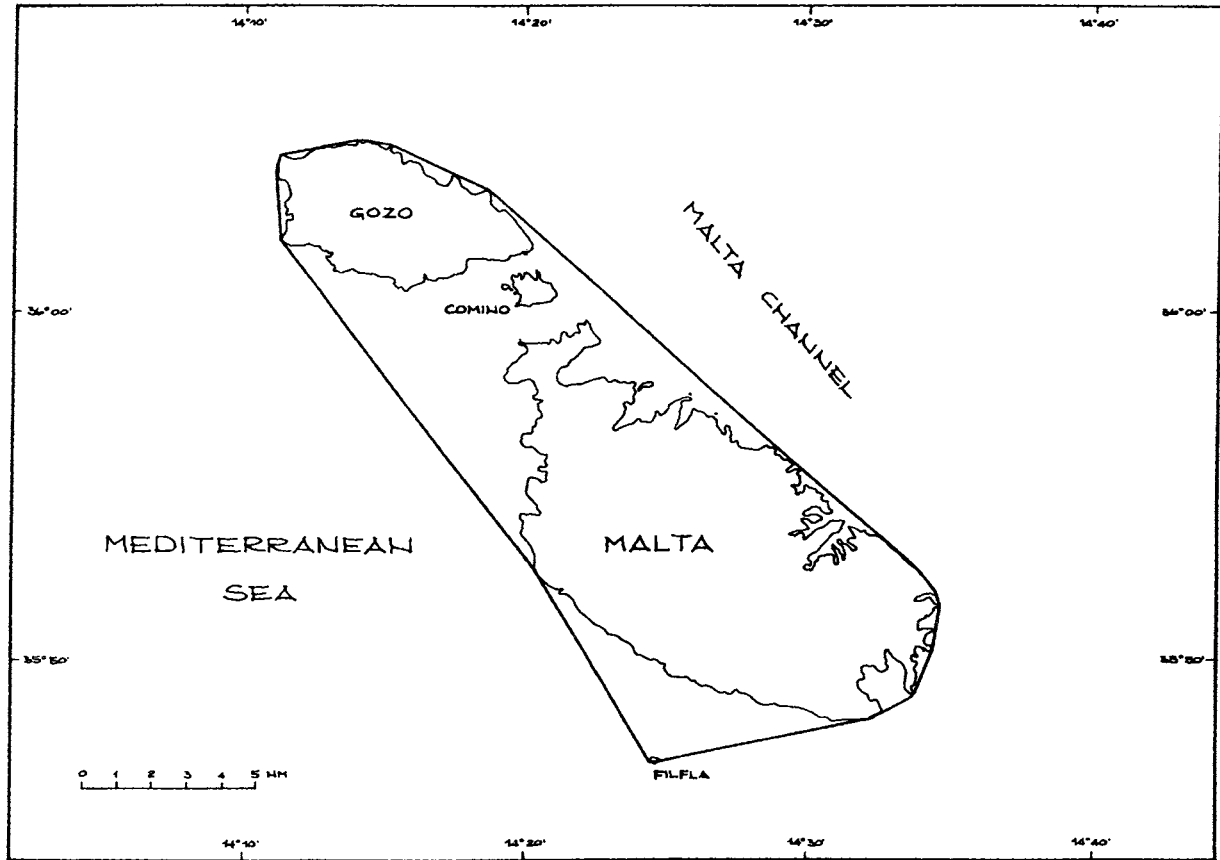 14°10' 14°20' 14°30' 14°40'
GOZO
MALTA CHANNEL
COMINO
36°00' 36°00'
MEDITERRANEAN
SEA
MALTA
35°50' 35°50'
0 1 2 3 4 5 NM
FILFLA
14°10' 14°20' 14°30' 14°40'